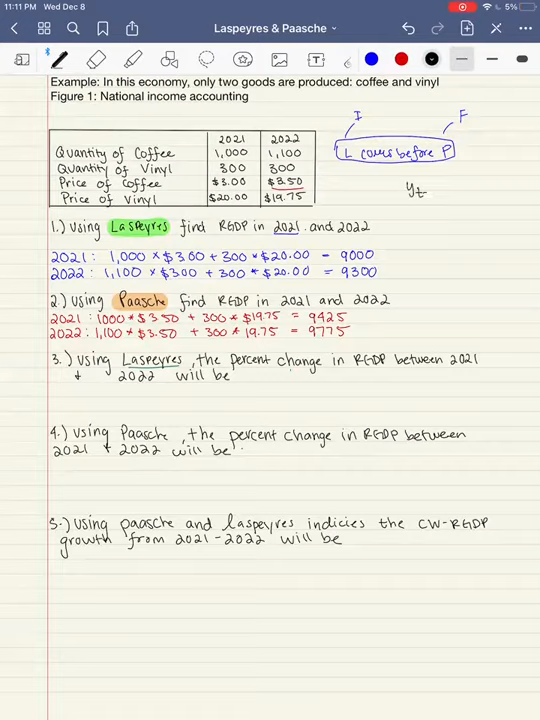 11:11 PM Wed Dec 8
5%
Laspeyres & Paasche
Example: In this economy, only two goods are produced: coffee and vinyl
Figure 1: National income accounting
I F
L comes before P
2021 2022
Quantity of Coffee 1,000 1,100
Quantity of Vinyl 300 300
Price of Coffee $3.00 $3.50
Price of Vinyl $20.00 $19.75
yt
1.) using Laspeyres find RGDP in 2021 and 2022
2021: 1,000 * $3.00 + 300 * $20.00 = 9000
2022: 1,100 * $3.00 + 300 * $20.00 = 9300
2.) using Paasche find RGDP in 2021 and 2022
2021: 1000 * $3.50 + 300 * $19.75 = 9425
2022: 1,100 * $3.50 + 300 * 19.75 = 9775
3.) using Laspeyres, the percent change in RGDP between 2021
+ 2022 will be
4.) using Paasche, the percent change in RGDP between
2021 + 2022 will be
5.) using paasche and laspeyres indicies the CW-RGDP
growth from 2021-2022 will be